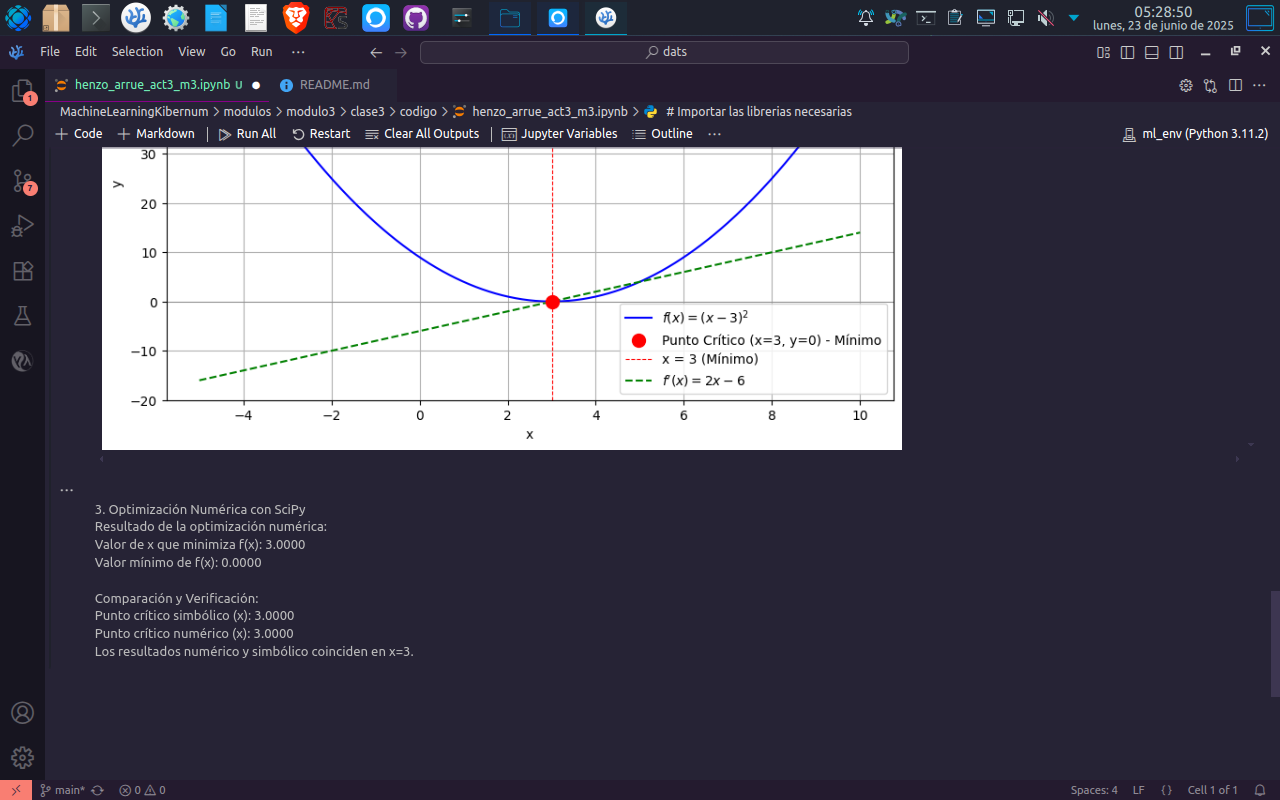 05:28:50
lunes, 23 de junio de 2025
File Edit Selection View Go Run ···
dats
henzo_arrue_act3_m3.ipynb U
README.md
MachineLearningKibernum > modulos > modulo3 > clase3 > codigo > henzo_arrue_act3_m3.ipynb > # Importar las librerias necesarias
+ Code + Markdown Run All Restart Clear All Outputs Jupyter Variables Outline ···
ml_env (Python 3.11.2)
1
7
y
30
20
10
0
−10
−20
−4 −2 0 2 4 6 8 10
x
f(x) = (x − 3)²
Punto Crítico (x=3, y=0) - Mínimo
x = 3 (Mínimo)
f′(x) = 2x − 6
...
3. Optimización Numérica con SciPy
Resultado de la optimización numérica:
Valor de x que minimiza f(x): 3.0000
Valor mínimo de f(x): 0.0000
Comparación y Verificación:
Punto crítico simbólico (x): 3.0000
Punto crítico numérico (x): 3.0000
Los resultados numérico y simbólico coinciden en x=3.
main* 0 0
Spaces: 4 LF {} Cell 1 of 1